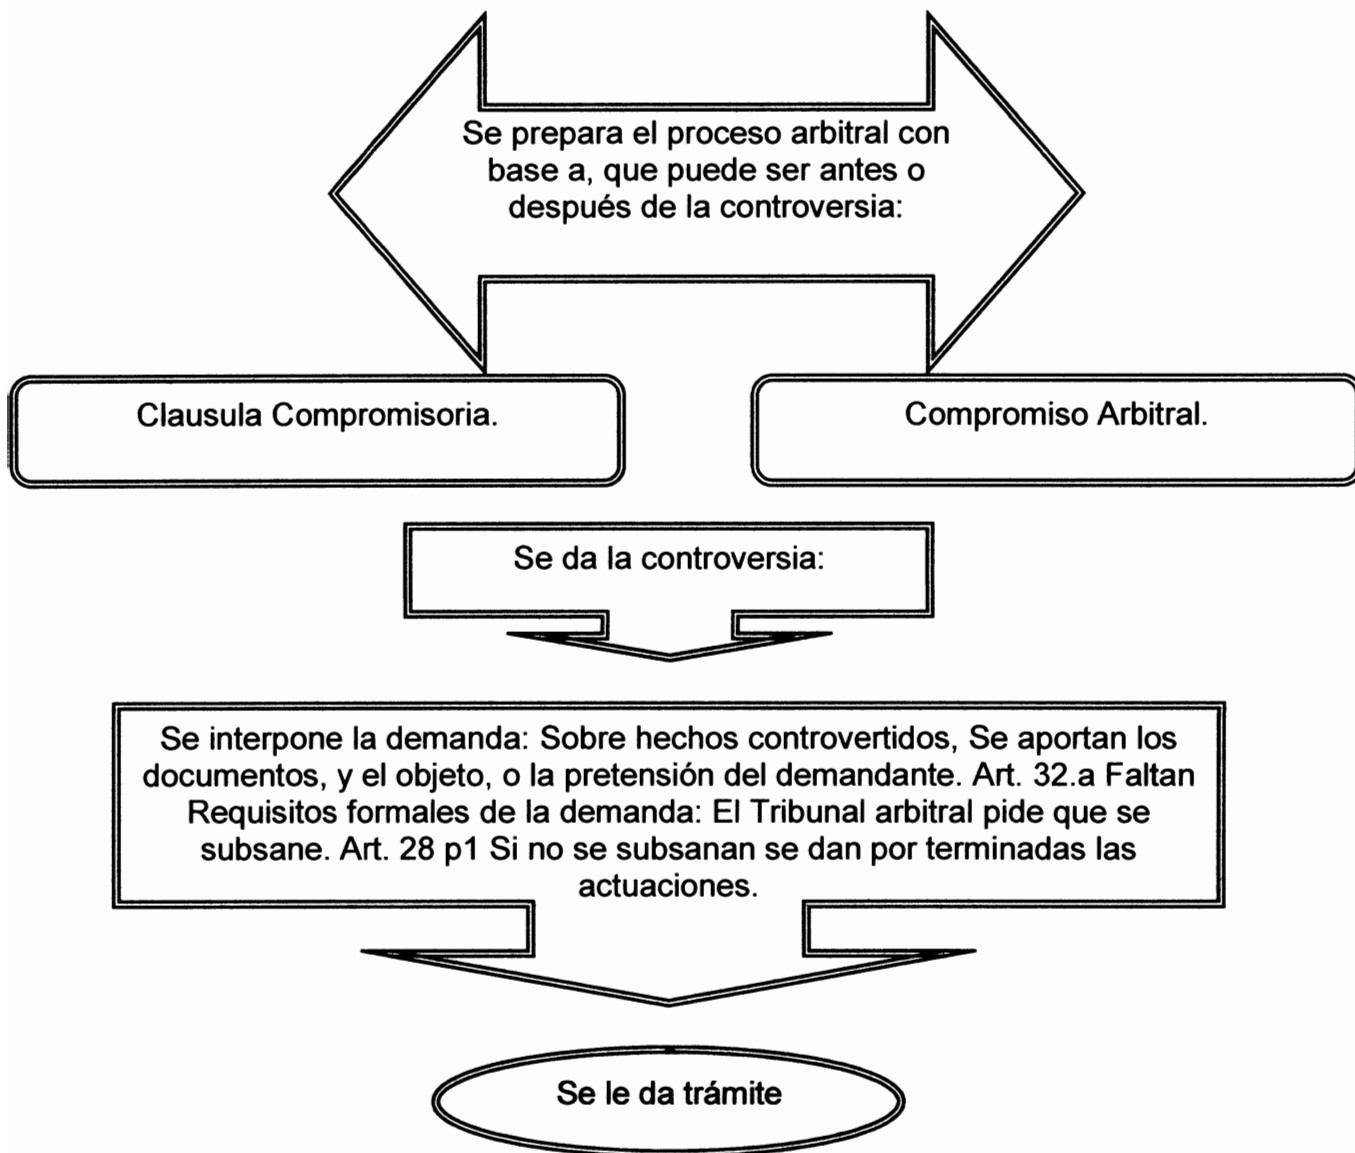 Se prepara el proceso arbitral con
base a, que puede ser antes o
después de la controversia:
Clausula Compromisoria.
Compromiso Arbitral.
Se da la controversia:
Se interpone la demanda: Sobre hechos controvertidos, Se aportan los
documentos, y el objeto, o la pretensión del demandante. Art. 32.a Faltan
Requisitos formales de la demanda: El Tribunal arbitral pide que se
subsane. Art. 28 p1 Si no se subsanan se dan por terminadas las
actuaciones.
Se le da trámite